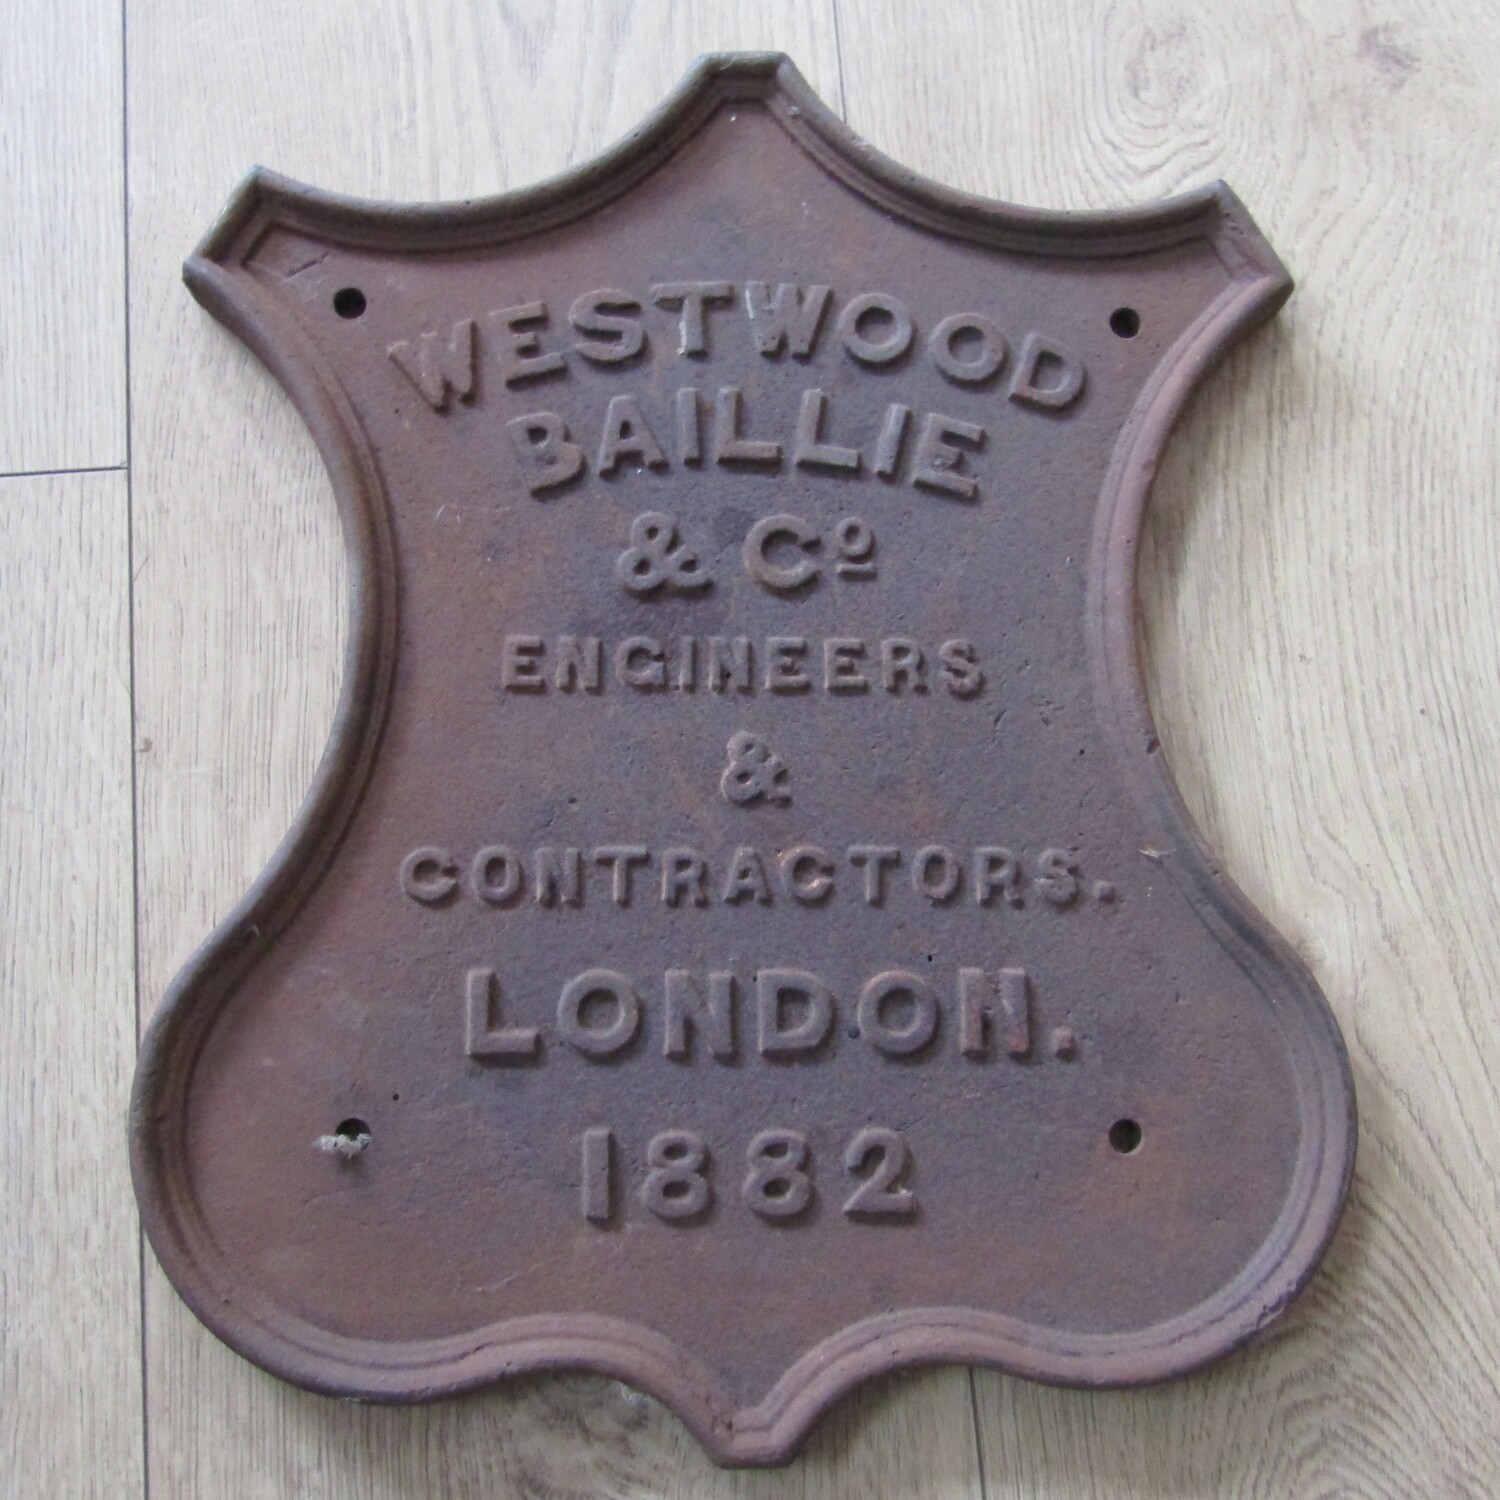 WESTWOOD
BAILLIE
& Cº
ENGINEERS
&
CONTRACTORS.
LONDON.
1882